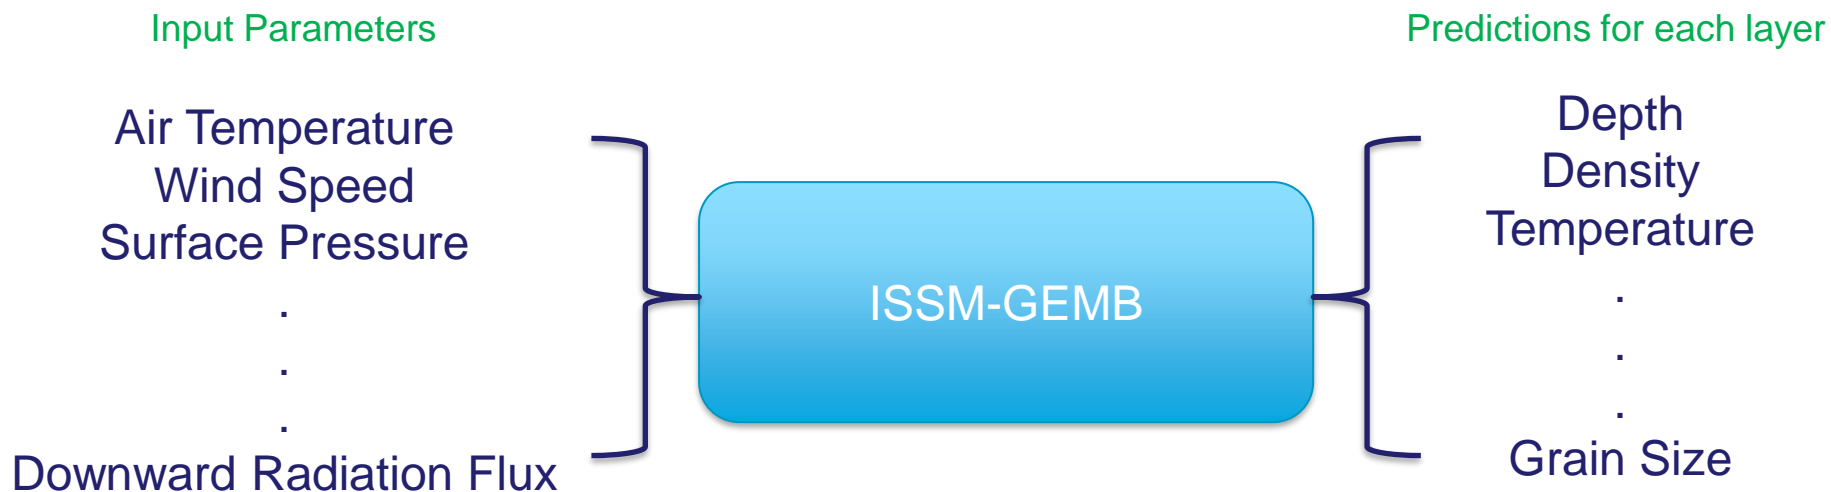 Input Parameters
Air Temperature
Wind Speed
Surface Pressure
.
.
.
Downward Radiation Flux
ISSM-GEMB
Predictions for each layer
Depth
Density
Temperature
.
.
.
Grain Size